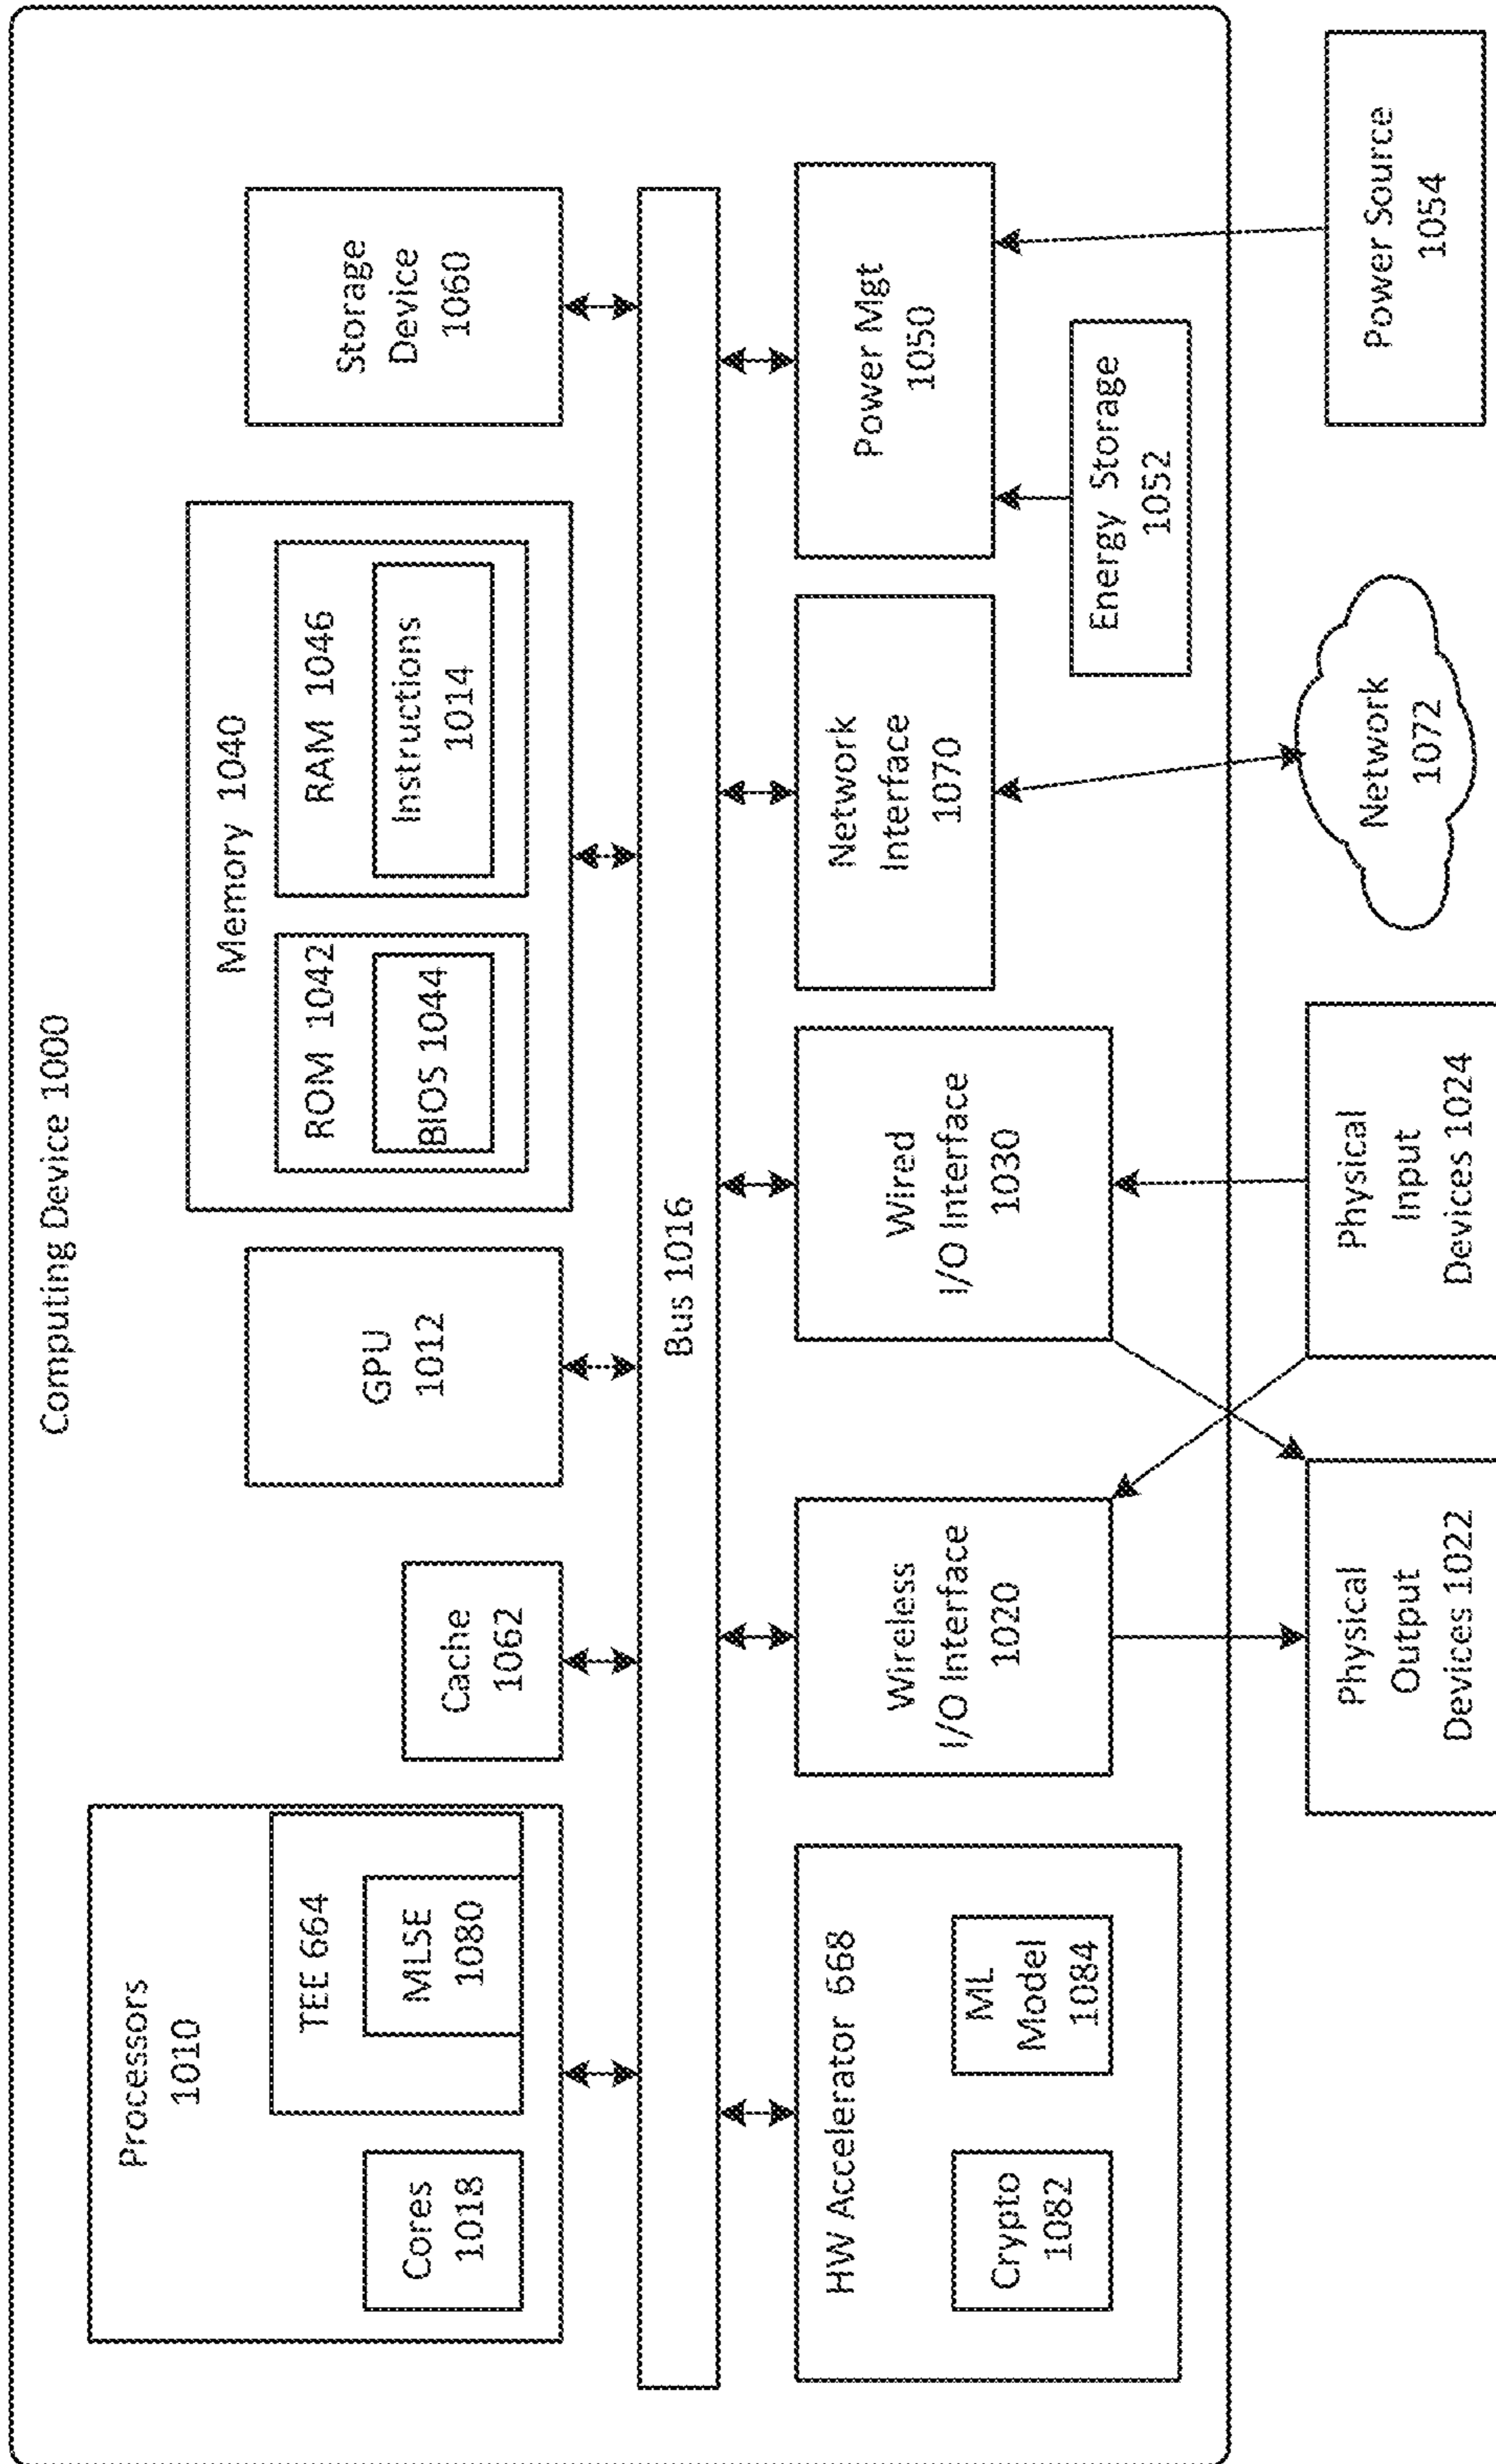 Computing Device 1000
Processors
1010
Cores
1018
TEE 664
MLSE
1080
Cache
1062
GPU
1012
Memory 1040
ROM 1042
BIOS 1044
RAM 1046
Instructions
1014
Storage
Device
1060
Bus 1016
HW Accelerator 668
Crypto
1082
ML
Model
1084
Wireless
I/O Interface
1020
Wired
I/O Interface
1030
Network
Interface
1070
Power Mgt
1050
Energy Storage
1052
Physical
Output
Devices 1022
Physical
Input
Devices 1024
Network
1072
Power Source
1054